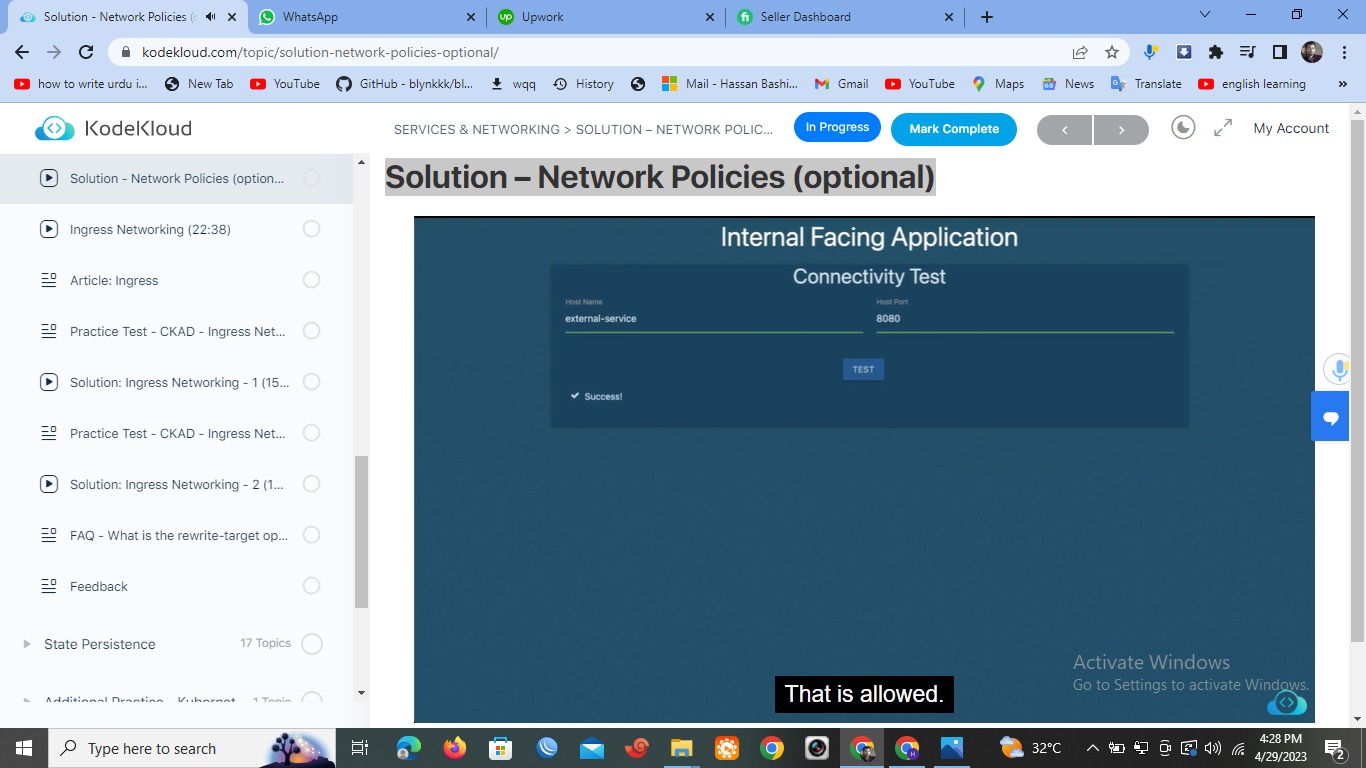 Solution - Network Policies (
WhatsApp
Upwork
Seller Dashboard
kodekloud.com/topic/solution-network-policies-optional/
how to write urdu i...
New Tab
YouTube
GitHub - blynkkk/bl...
wqq
History
Mail - Hassan Bashi...
Gmail
YouTube
Maps
News
Translate
english learning
»
KodeKloud
SERVICES & NETWORKING > SOLUTION – NETWORK POLIC...
In Progress
Mark Complete
My Account
Solution - Network Policies (option...
Ingress Networking (22:38)
Article: Ingress
Practice Test - CKAD - Ingress Net...
Solution: Ingress Networking - 1 (15...
Practice Test - CKAD - Ingress Net...
Solution: Ingress Networking - 2 (1...
FAQ - What is the rewrite-target op...
Feedback
State Persistence
17 Topics
Additional Practice - Kubernet
1 Topic
Solution – Network Policies (optional)
Internal Facing Application
Connectivity Test
Host Name
Host Port
external-service
8080
TEST
Success!
That is allowed.
Activate Windows
Go to Settings to activate Windows.
Type here to search
32°C
4:28 PM
4/29/2023
2